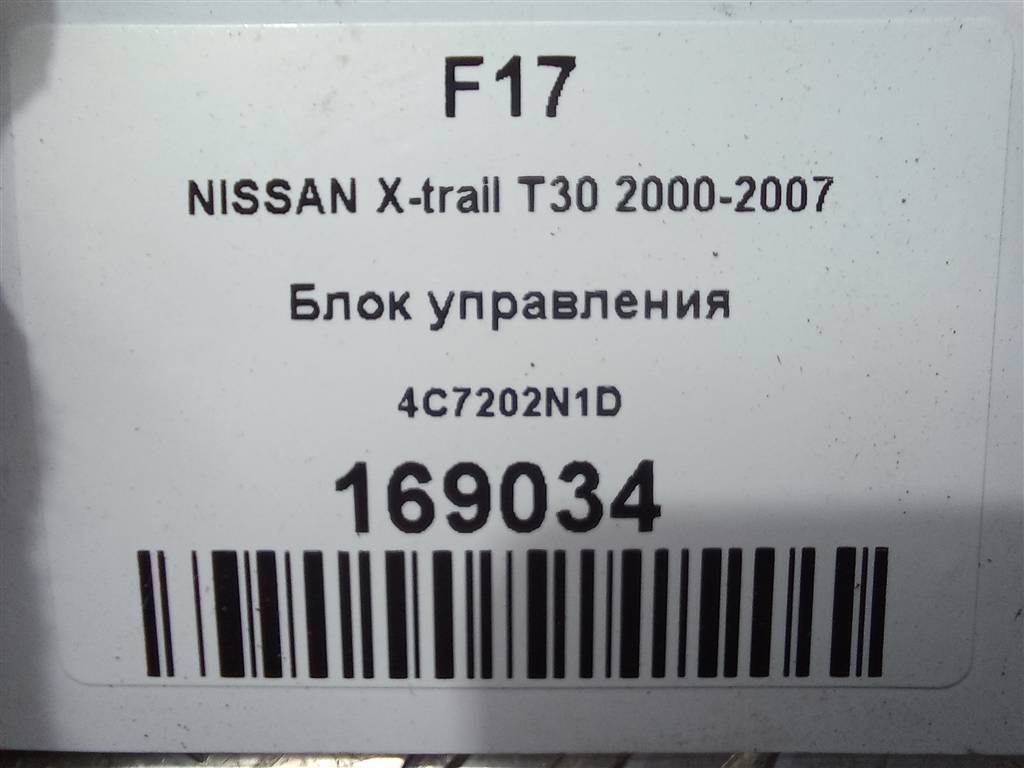 F17
NISSAN X-trail T30 2000-2007
Блок управления
4C7202N1D
169034